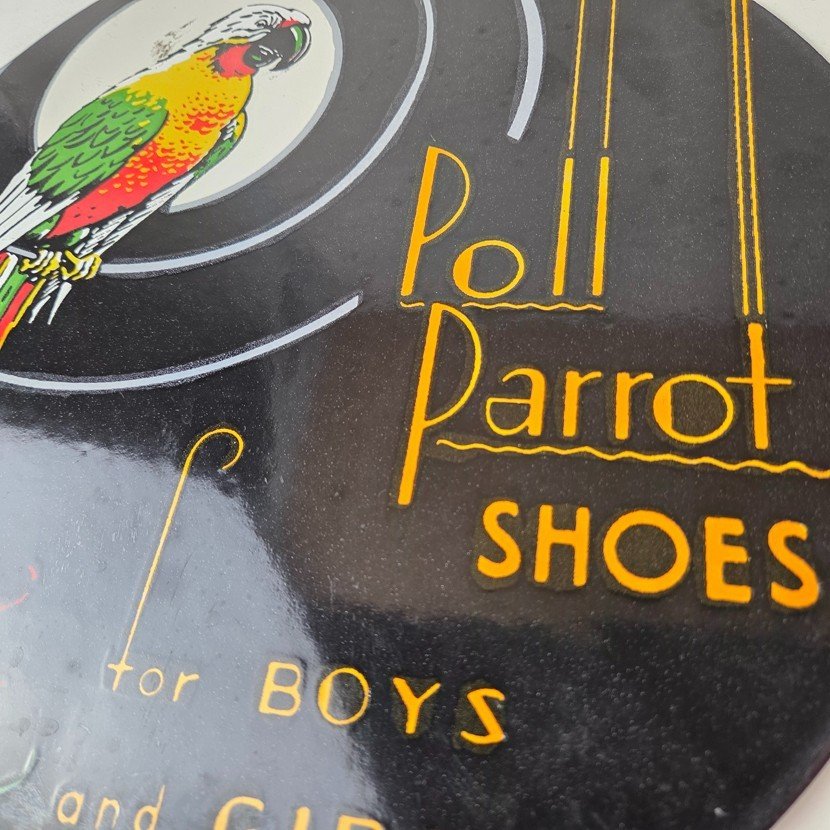 Poll
Parrot
SHOES
for BOYS
and